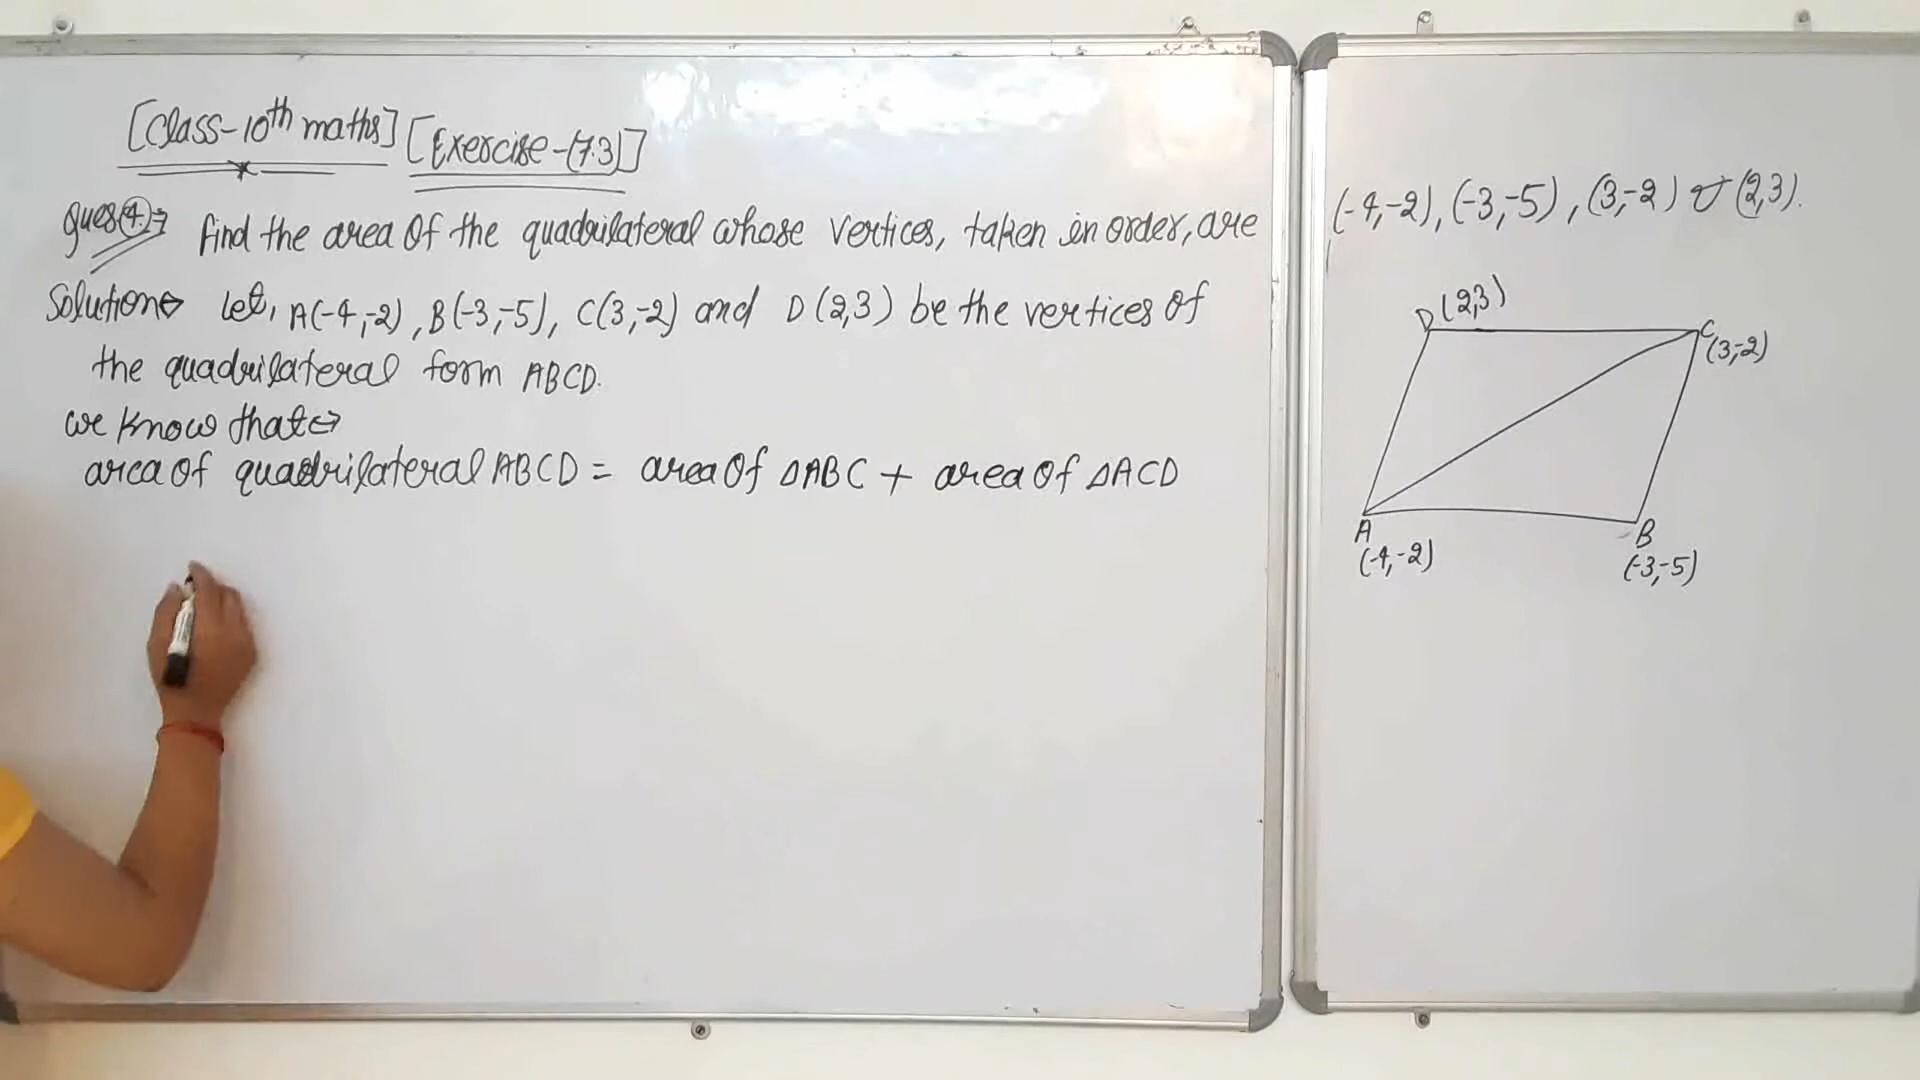 [Class-10th maths] [Exercise-(7.3)]
Ques(4)⇒ find the area of the quadrilateral whose vertices, taken in order, are (-4,-2), (-3,-5), (3,-2) & (2,3).
Solution⇒ Let, A(-4,-2), B(-3,-5), C(3,-2) and D(2,3) be the vertices of
the quadrilateral form ABCD.
we know that⇒
area of quadrilateral ABCD = area of △ABC + area of △ACD
D (2,3)
C
(3,-2)
A
(-4,-2)
B
(-3,-5)